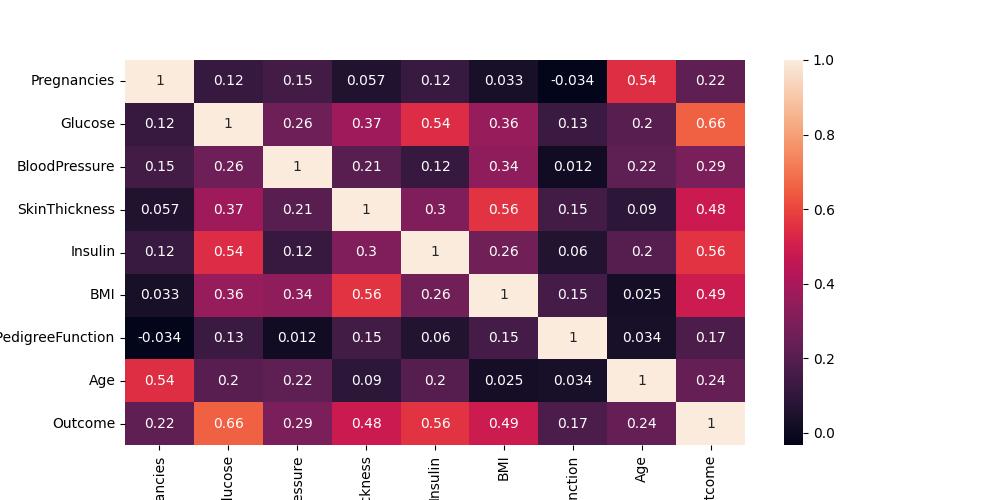 Pregnancies 1 0.12 0.15 0.057 0.12 0.033 -0.034 0.54 0.22
Glucose 0.12 1 0.26 0.37 0.54 0.36 0.13 0.2 0.66
BloodPressure 0.15 0.26 1 0.21 0.12 0.34 0.012 0.22 0.29
SkinThickness 0.057 0.37 0.21 1 0.3 0.56 0.15 0.09 0.48
Insulin 0.12 0.54 0.12 0.3 1 0.26 0.06 0.2 0.56
BMI 0.033 0.36 0.34 0.56 0.26 1 0.15 0.025 0.49
PedigreeFunction -0.034 0.13 0.012 0.15 0.06 0.15 1 0.034 0.17
Age 0.54 0.2 0.22 0.09 0.2 0.025 0.034 1 0.24
Outcome 0.22 0.66 0.29 0.48 0.56 0.49 0.17 0.24 1
ancies
lucose
essure
kness
Insulin
BMI
nction
Age
tcome
1.0
0.8
0.6
0.4
0.2
0.0